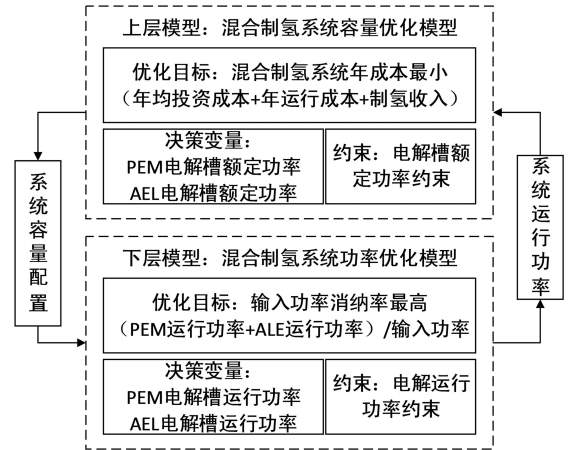 上层模型：混合制氢系统容量优化模型
优化目标：混合制氢系统年成本最小
（年均投资成本+年运行成本+制氢收入）
决策变量：
PEM电解槽额定功率
AEL电解槽额定功率
约束：电解槽额
定功率约束
系统容量配置
系统运行功率
下层模型：混合制氢系统功率优化模型
优化目标：输入功率消纳率最高
（PEM运行功率+ALE运行功率）/输入功率
决策变量：
PEM电解槽运行功率
AEL电解槽运行功率
约束：电解运行
功率约束